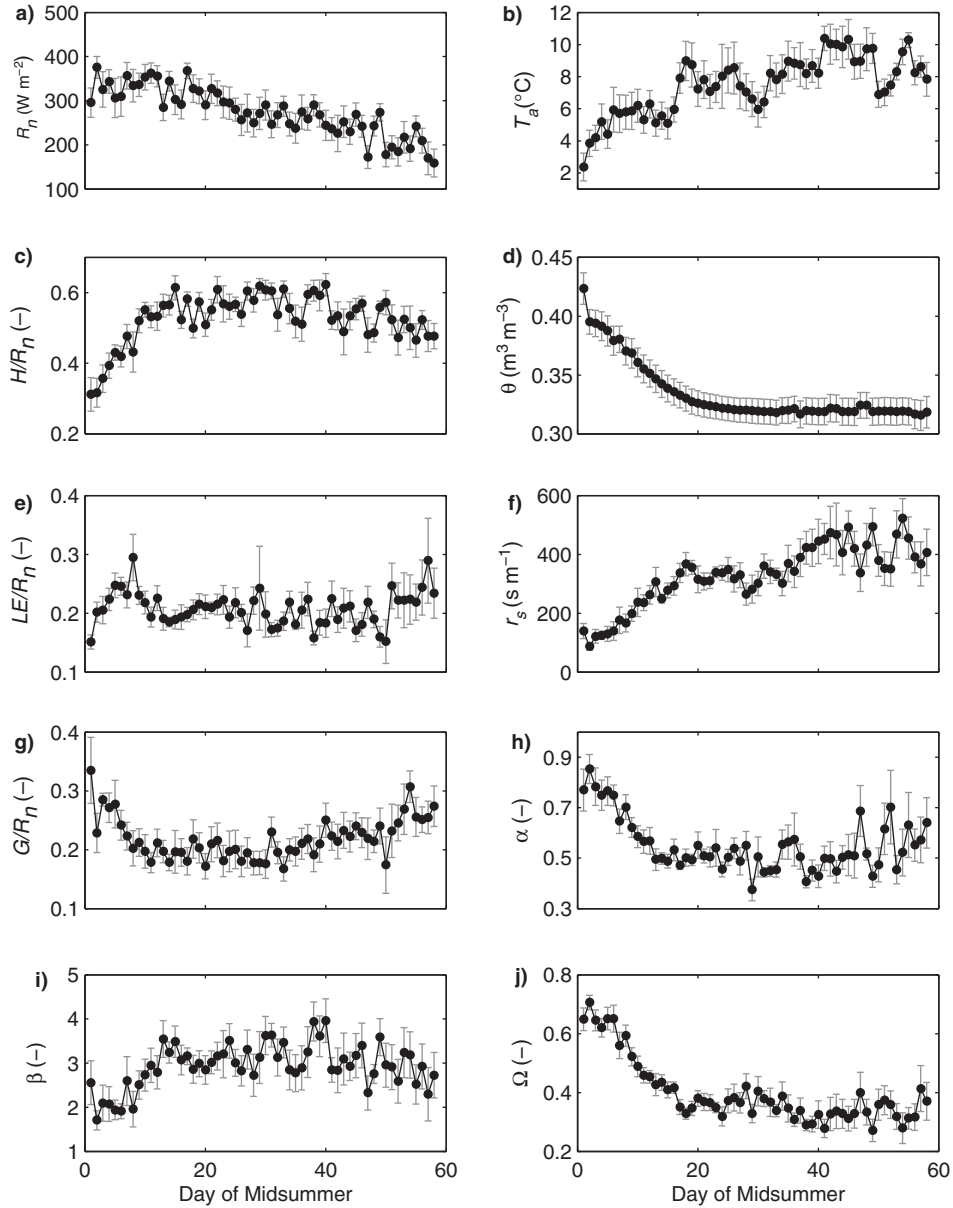 a)
500
400
300
200
100
Rn (W m−2)
b)
12
10
8
6
4
2
Ta(°C)
c)
0.6
0.4
0.2
H/Rn (–)
d)
0.45
0.40
0.35
0.30
θ (m3 m−3)
e)
0.4
0.3
0.2
0.1
LE/Rn (–)
f)
600
400
200
0
rs (s m−1)
g)
0.4
0.3
0.2
0.1
G/Rn (–)
h)
0.9
0.7
0.5
0.3
α (–)
i)
5
4
3
2
1
β (–)
0 20 40 60
Day of Midsummer
j)
0.8
0.6
0.4
0.2
Ω (–)
0 20 40 60
Day of Midsummer